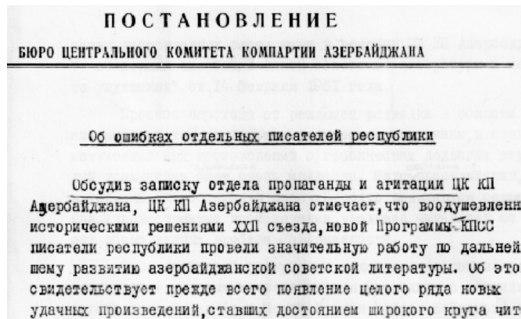 ПОСТАНОВЛЕНИЕ
БЮРО ЦЕНТРАЛЬНОГО КОМИТЕТА КОМПАРТИИ АЗЕРБАЙДЖАНА
Об ошибках отдельных писателей республики
Обсудив записку отдела пропаганды и агитации ЦК КП
Азербайджана, ЦК КП Азербайджана отмечает, что воодушевленн
историческими решениями XXП съезда, новой Программы КПСС
писатели республики провели значительную работу по дальней
шему развитию азербайджанской советской литературы. Об это
свидетельствует прежде всего появление целого ряда новых
удачных произведений, ставших достоянием широкого круга чит